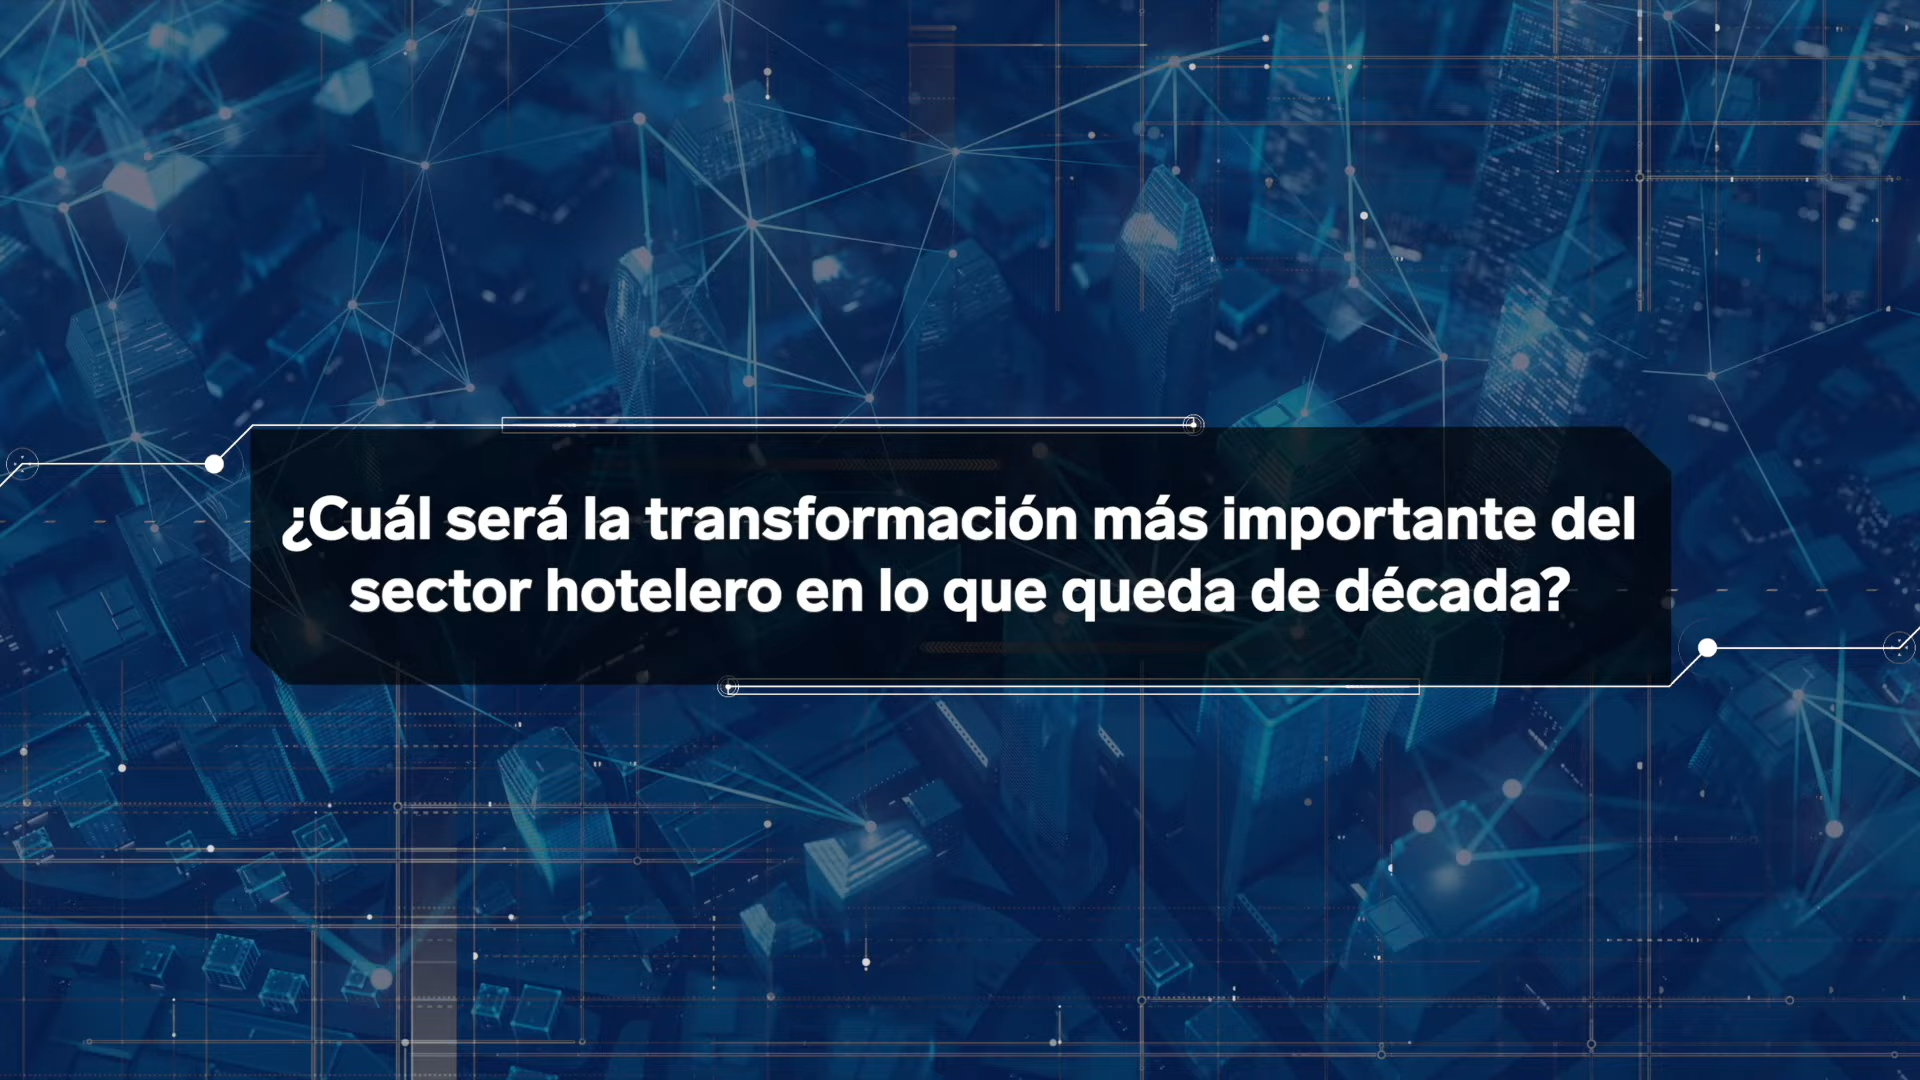 ¿Cuál será la transformación más importante del
sector hotelero en lo que queda de década?